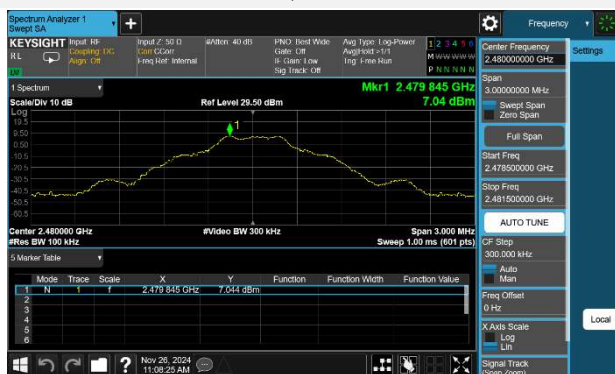 Spectrum Analyzer 1
Swept SA
Frequency
KEYSIGHT
RL
Input: RF
Coupling: DC
Align: Off
Input Z: 50 Ω
Corr CCorr
Freq Ref: Internal
#Atten: 40 dB
PNO: Best Wide
Gate: Off
IF Gain: Low
Sig Track: Off
Avg Type: Log-Power
Avg|Hold:>1/1
Trig: Free Run
1 2 3 4 5 6
M W W W W W
P N N N N N
1 Spectrum
Scale/Div 10 dB
Ref Level 29.50 dBm
Mkr1 2.479 845 GHz
7.04 dBm
Log
19.5
9.50
0.50
-10.5
-20.5
-30.5
-40.5
-50.5
-60.5
1
Center 2.480000 GHz
#Video BW 300 kHz
Span 3.000 MHz
#Res BW 100 kHz
Sweep 1.00 ms (601 pts)
5 Marker Table
Mode Trace Scale X Y Function Function Width Function Value
1 N 1 f 2.479 845 GHz 7.044 dBm
2
3
4
5
6
Nov 26, 2024
11:08:25 AM
Center Frequency
2.480000000 GHz
Settings
Span
3.00000000 MHz
Swept Span
Zero Span
Full Span
Start Freq
2.478500000 GHz
Stop Freq
2.481500000 GHz
AUTO TUNE
CF Step
300.000 kHz
Auto
Man
Freq Offset
0 Hz
Local
X Axis Scale
Log
Lin
Signal Track
(Span Zoom)